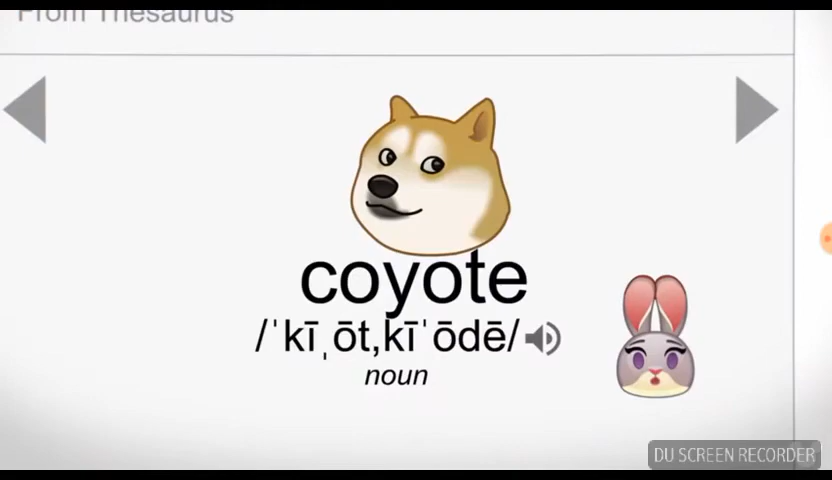 From Thesaurus
coyote
/ˈkīˌōt,kīˈōdē/
noun
DU SCREEN RECORDER